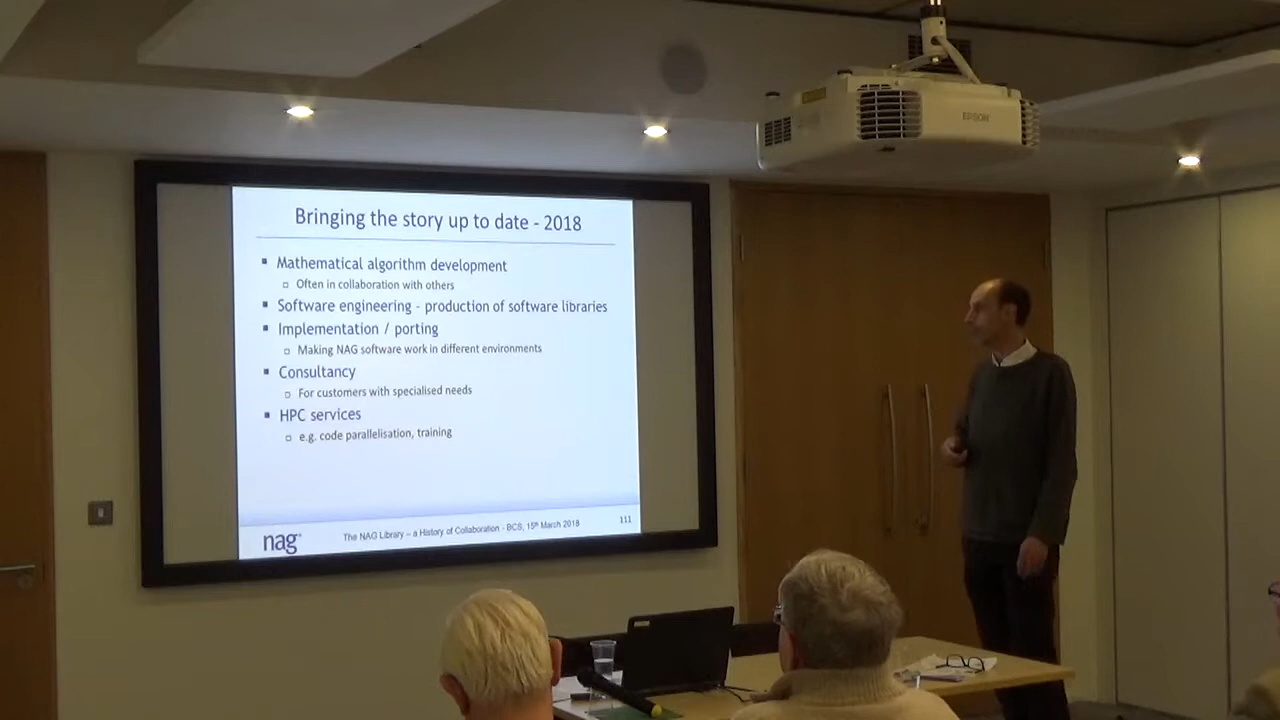 EPSON
Bringing the story up to date - 2018
▪ Mathematical algorithm development
▫ Often in collaboration with others
▪ Software engineering - production of software libraries
▪ Implementation / porting
▫ Making NAG software work in different environments
▪ Consultancy
▫ For customers with specialised needs
▪ HPC services
▫ e.g. code parallelisation, training
nag
The NAG Library – a History of Collaboration - BCS, 15th March 2018
111